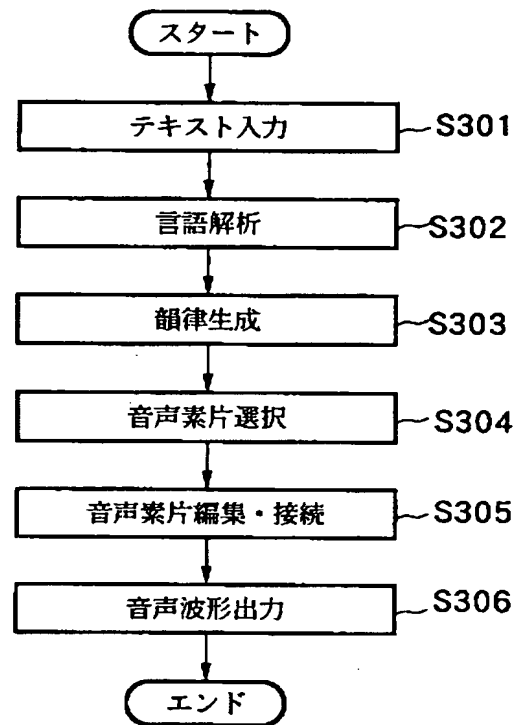 スタート
テキスト入力 S301
言語解析 S302
韻律生成 S303
音声素片選択 S304
音声素片編集・接続 S305
音声波形出力 S306
エンド